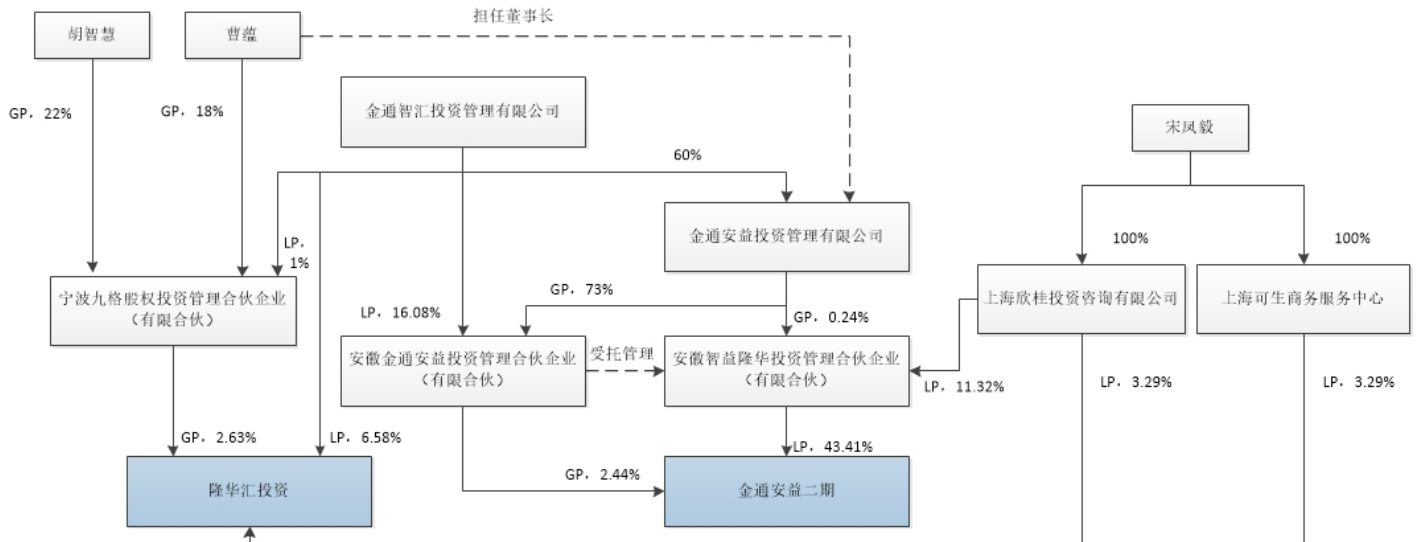 担任董事长
胡智慧
曹蕴
GP，22%
GP，18%
金通智汇投资管理有限公司
宋凤毅
60%
金通安益投资管理有限公司
LP，
1%
100%
100%
宁波九格股权投资管理合伙企业
（有限合伙）
GP，73%
上海欣桂投资咨询有限公司
上海可生商务服务中心
LP，16.08%
GP，0.24%
安徽金通安益投资管理合伙企业
（有限合伙）
受托管理
安徽智益隆华投资管理合伙企业
（有限合伙）
LP，11.32%
LP，3.29%
LP，3.29%
GP，2.63%
LP，6.58%
LP，43.41%
隆华汇投资
GP，2.44%
金通安益二期